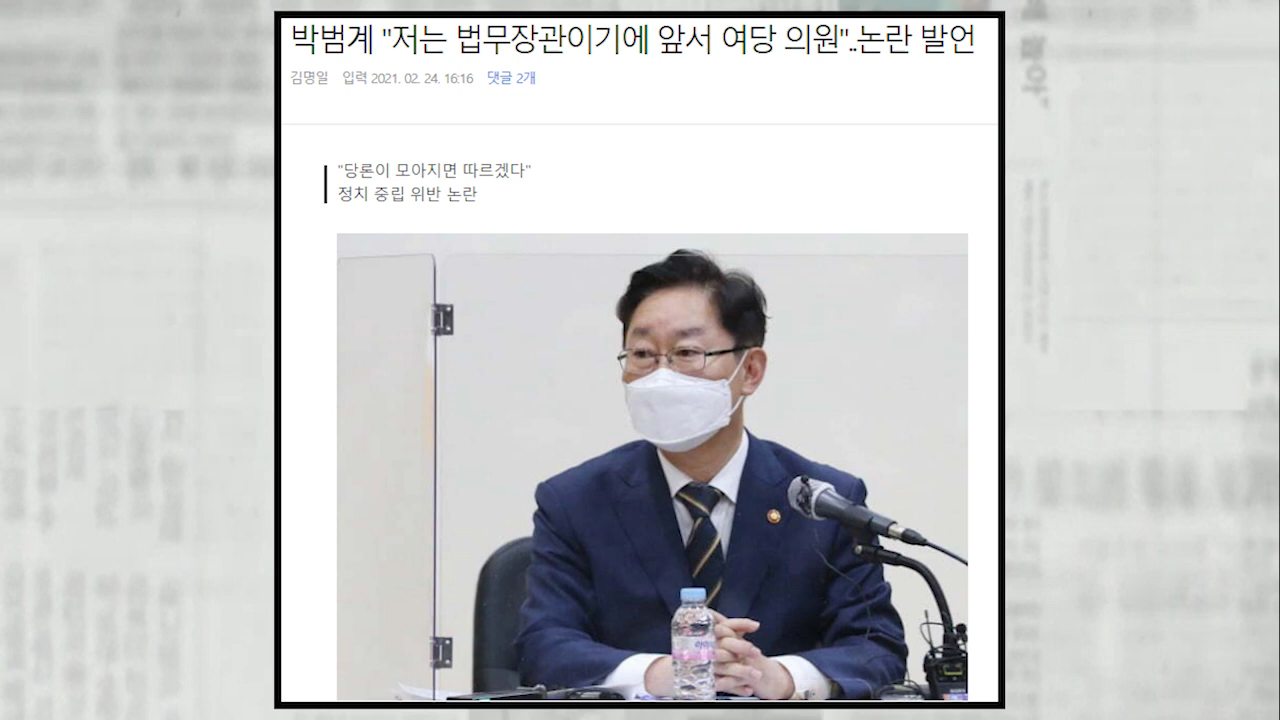 박범계 "저는 법무장관이기에 앞서 여당 의원"..논란 발언
김명일 입력 2021. 02. 24. 16:16 댓글 2개
"당론이 모아지면 따르겠다"
정치 중립 위반 논란